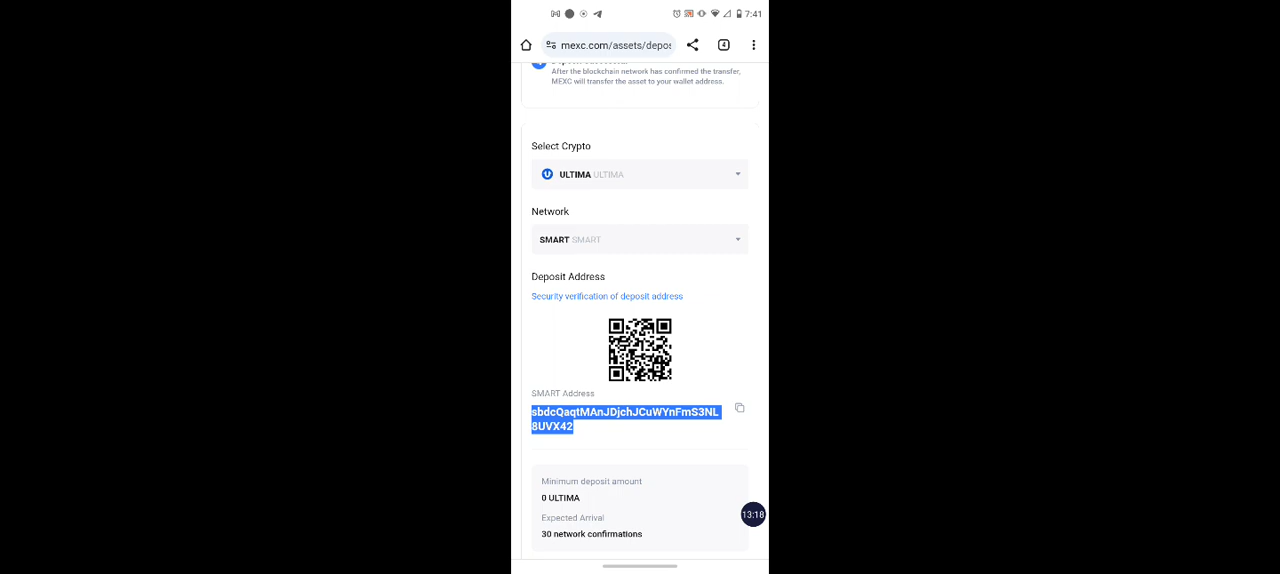 7:41
mexc.com/assets/depos
4
After the blockchain network has confirmed the transfer,
MEXC will transfer the asset to your wallet address.
Select Crypto
ULTIMA ULTIMA
Network
SMART SMART
Deposit Address
Security verification of deposit address
SMART Address
sbdcQaqtMAnJDjchJCuWYnFmS3NL
8UVX42
Minimum deposit amount
0 ULTIMA
Expected Arrival
13:18
30 network confirmations